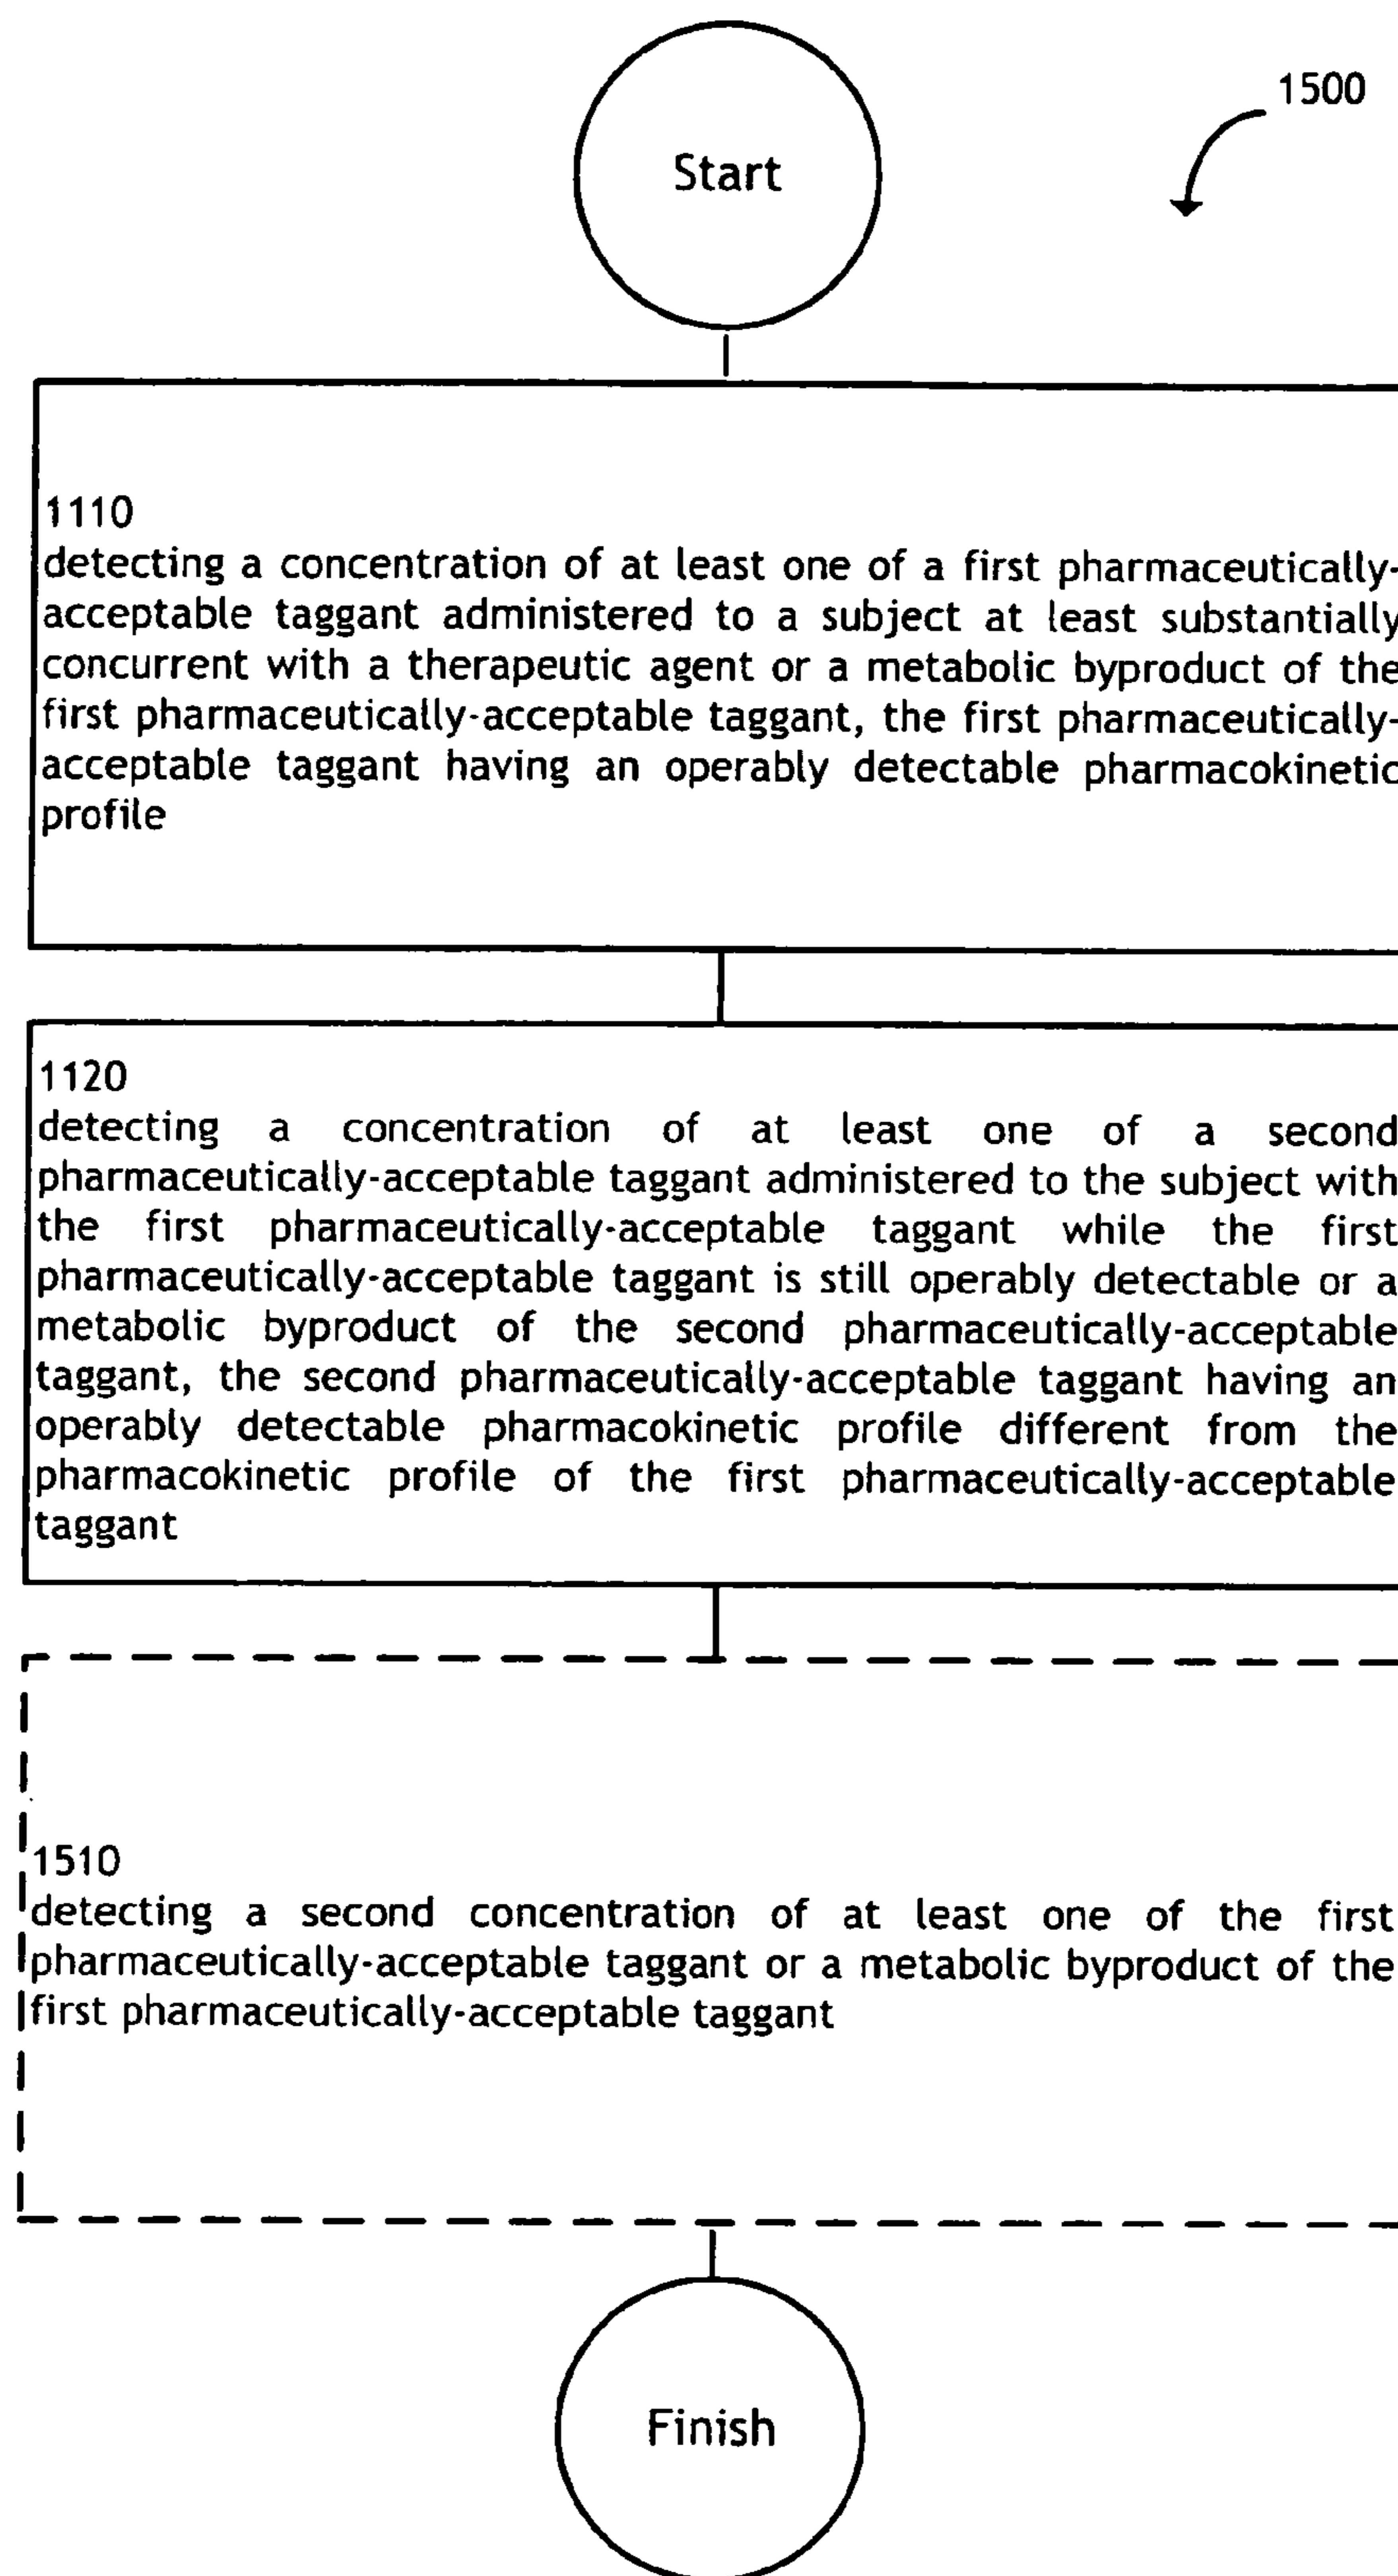 1500
Start
1110
detecting a concentration of at least one of a first pharmaceutically-
acceptable taggant administered to a subject at least substantially
concurrent with a therapeutic agent or a metabolic byproduct of the
first pharmaceutically-acceptable taggant, the first pharmaceutically-
acceptable taggant having an operably detectable pharmacokinetic
profile
1120
detecting a concentration of at least one of a second
pharmaceutically-acceptable taggant administered to the subject with
the first pharmaceutically-acceptable taggant while the first
pharmaceutically-acceptable taggant is still operably detectable or a
metabolic byproduct of the second pharmaceutically-acceptable
taggant, the second pharmaceutically-acceptable taggant having an
operably detectable pharmacokinetic profile different from the
pharmacokinetic profile of the first pharmaceutically-acceptable
taggant
1510
detecting a second concentration of at least one of the first
pharmaceutically-acceptable taggant or a metabolic byproduct of the
first pharmaceutically-acceptable taggant
Finish